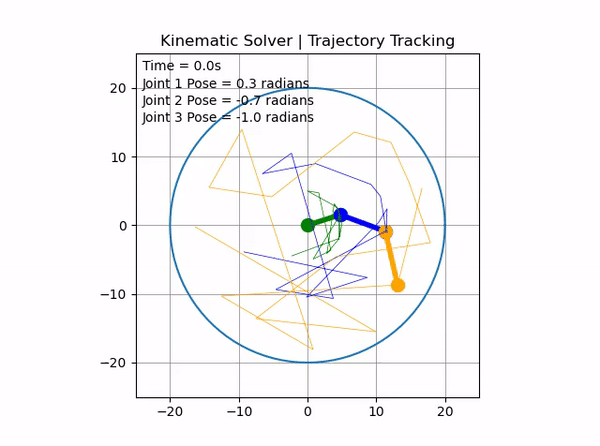 Kinematic Solver | Trajectory Tracking
Time = 0.0s
Joint 1 Pose = 0.3 radians
Joint 2 Pose = -0.7 radians
Joint 3 Pose = -1.0 radians
20
10
0
−10
−20
−20 −10 0 10 20